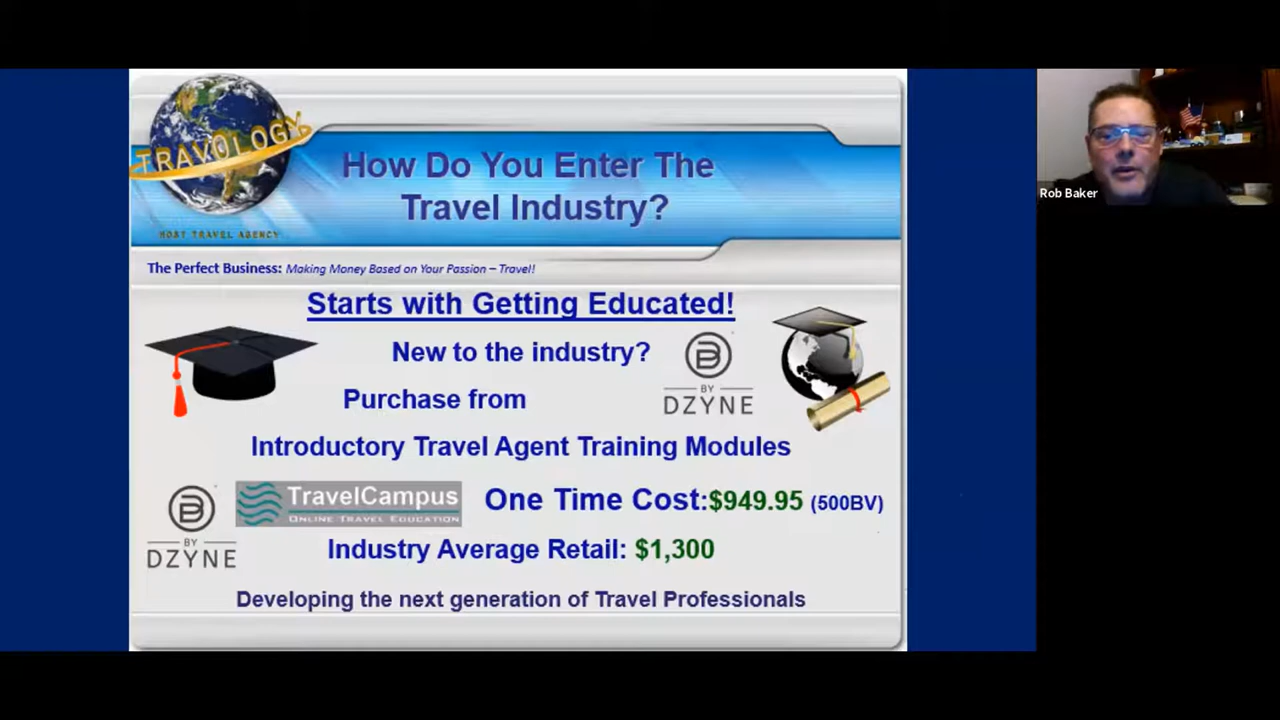 TRAVOLOGY
HOST TRAVEL AGENCY
How Do You Enter The
Travel Industry?
The Perfect Business: Making Money Based on Your Passion – Travel!
Starts with Getting Educated!
New to the industry?
B
BY
DZYNE
Purchase from
Introductory Travel Agent Training Modules
B
BY
DZYNE
TravelCampus
ONLINE TRAVEL EDUCATION
One Time Cost:$949.95 (500BV)
Industry Average Retail: $1,300
Developing the next generation of Travel Professionals
Rob Baker